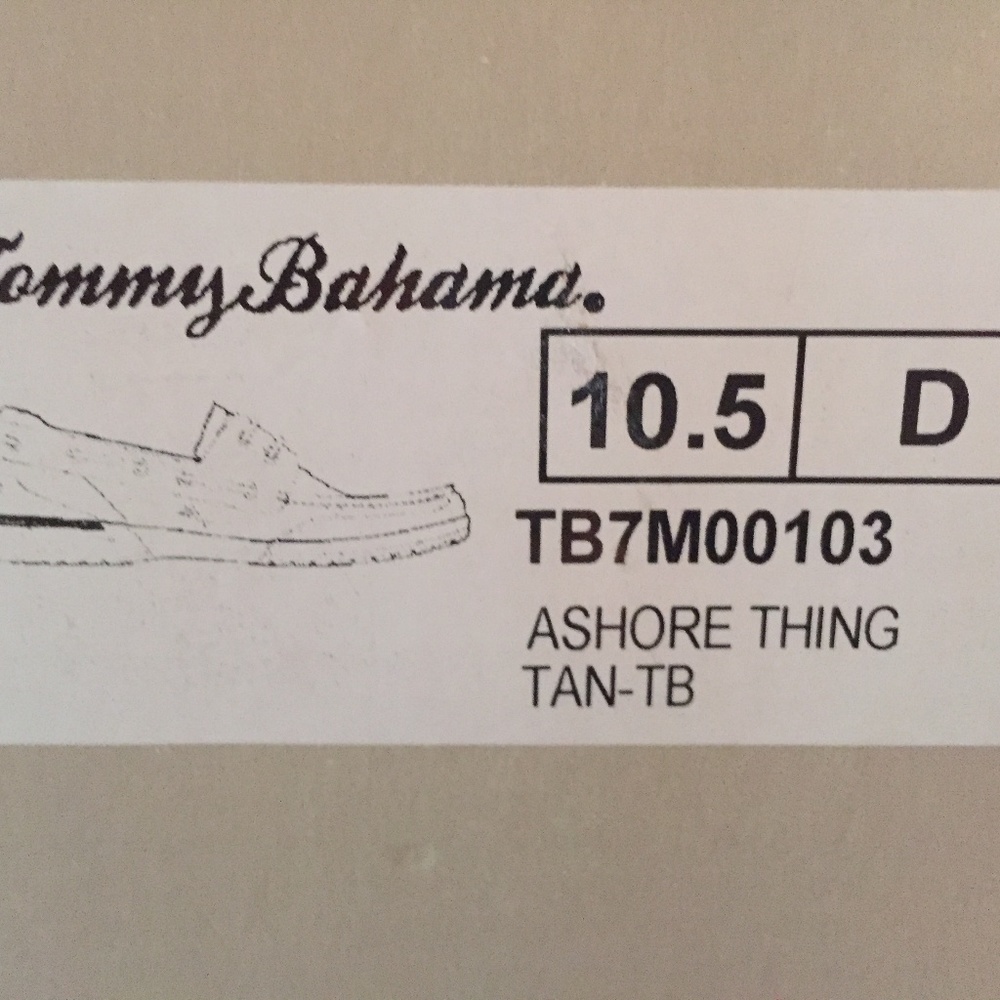 Tommy Bahama.
10.5 D
TB7M00103
ASHORE THING
TAN-TB